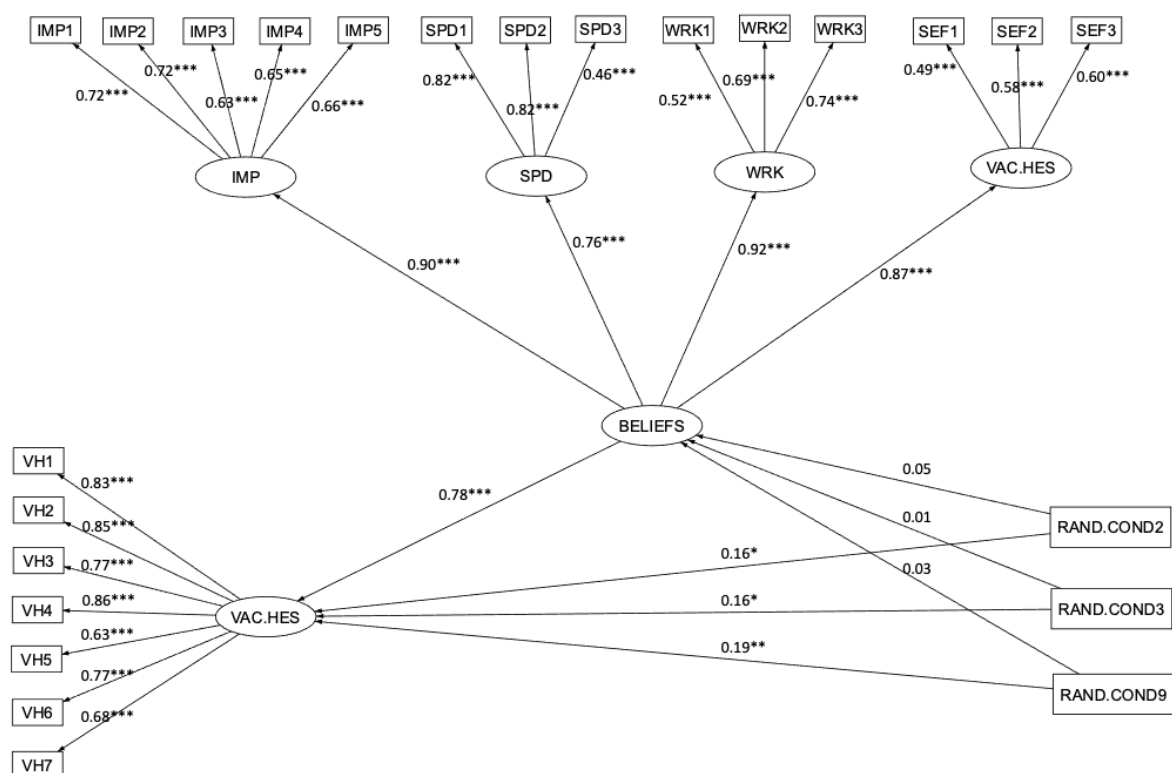 IMP1 IMP2 IMP3 IMP4 IMP5 SPD1 SPD2 SPD3 WRK1 WRK2 WRK3 SEF1 SEF2 SEF3
0.72*** 0.72*** 0.63*** 0.65*** 0.66*** 0.82*** 0.82*** 0.46*** 0.52*** 0.69*** 0.74*** 0.49*** 0.58*** 0.60***
IMP SPD WRK VAC.HES
0.90*** 0.76*** 0.92*** 0.87***
BELIEFS
VH1
0.83***
VH2
0.85***
VH3
0.77***
VH4
0.86***
VH5
0.63***
VH6
0.77***
VH7
0.68***
VAC.HES
0.78***
0.05
0.01
0.03
0.16*
0.16*
0.19**
RAND.COND2
RAND.COND3
RAND.COND9